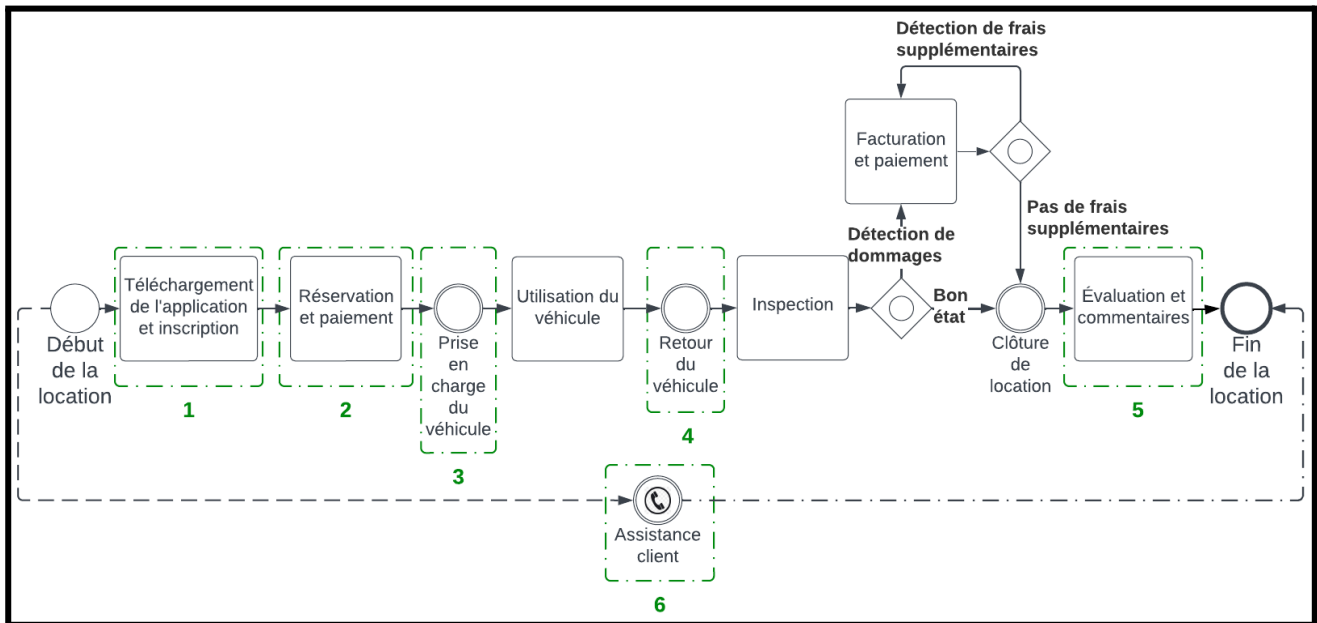 Détection de frais
supplémentaires
Facturation
et paiement
Pas de frais
supplémentaires
Détection de
dommages
Téléchargement
de l'application
et inscription
Réservation
et paiement
Utilisation du
véhicule
Inspection
Bon
état
Évaluation et
commentaires
Début
de la
location
Prise
en
charge
du
véhicule
Retour
du
véhicule
Clôture
de
location
Fin
de la
location
1
2
3
4
5
Assistance
client
6